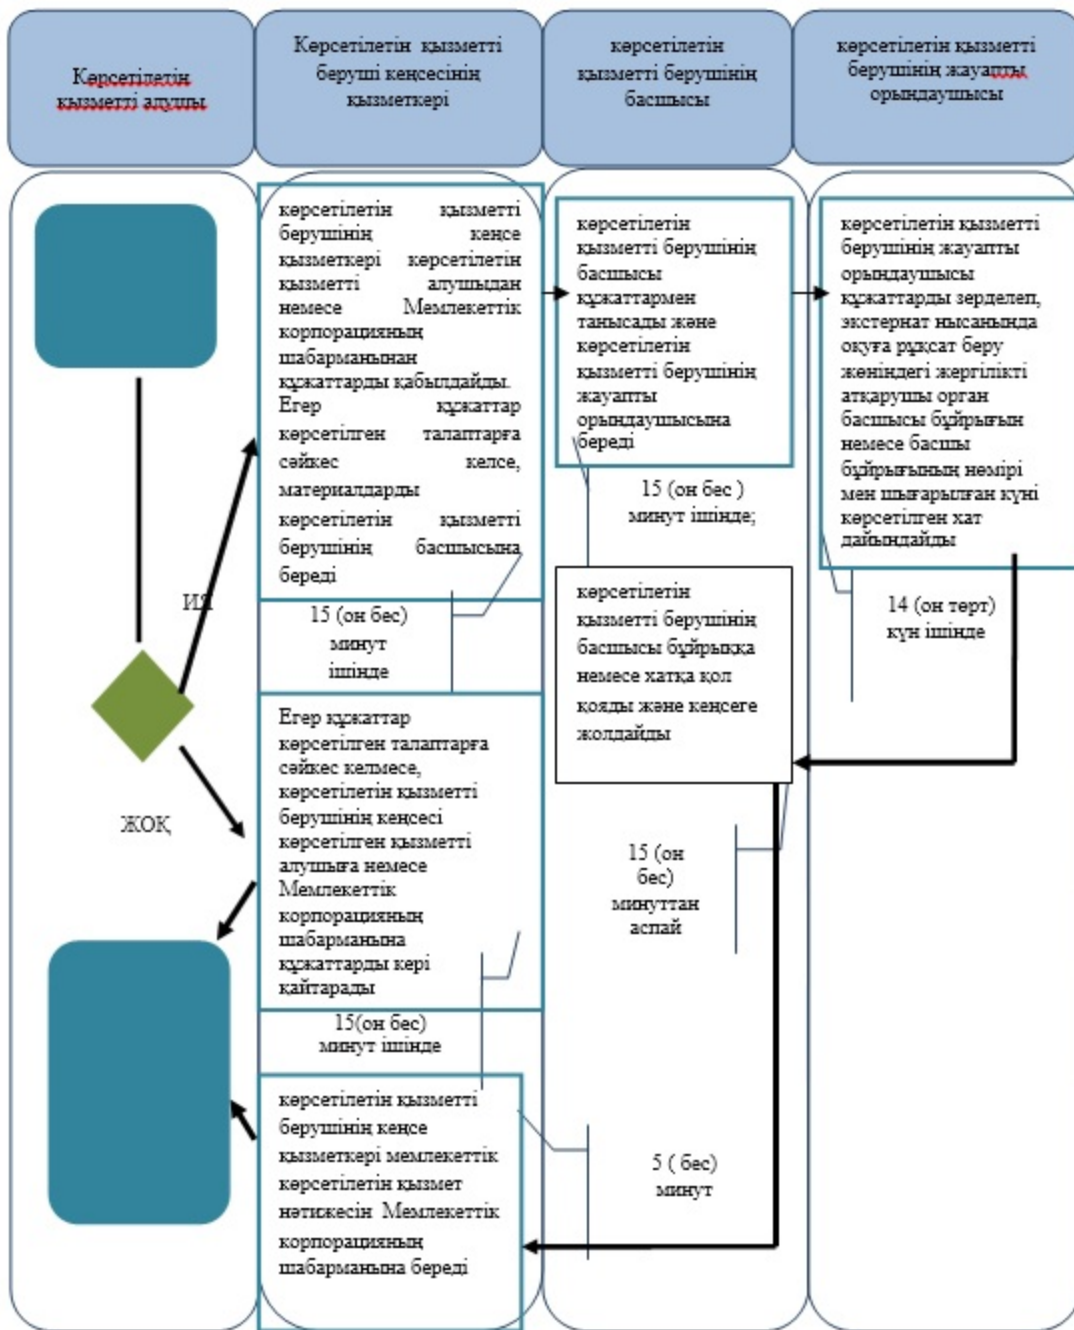 Көрсетілетін
қызметті алушы
Көрсетілетін қызметті
беруші кеңсесінің
қызметкері
көрсетілетін
қызметті берушінің
басшысы
көрсетілетін қызметті
берушінің жауапты
орындаушысы
көрсетілетін қызметті
берушінің кеңсе
қызметкері көрсетілетін
қызметті алушыдан
немесе Мемлекеттік
корпорацияның
шабарманынан
құжаттарды қабылдайды.
Егер құжаттар
көрсетілген талаптарға
сәйкес келсе,
материалдарды
көрсетілетін қызметті
берушінің басшысына
береді
15 (он бес)
минут
ішінде
көрсетілетін
қызметті берушінің
басшысы
құжаттармен
танысады және
көрсетілетін
қызметті берушінің
жауапты
орындаушысына
береді
15 (он бес )
минут ішінде;
көрсетілетін қызметті
берушінің жауапты
орындаушысы
құжаттарды зерделеп,
экстернат нысанында
оқуға рұқсат беру
жөніндегі жергілікті
атқарушы орган
басшысы бұйрығын
немесе басшы
бұйрығының нөмірі
мен шығарылған күні
көрсетілген хат
дайындайды
14 (он төрт)
күн ішінде
көрсетілетін
қызметті берушінің
басшысы бұйрыққа
немесе хатқа қол
қояды және кеңсеге
жолдайды
15 (он
бес)
минуттан
аспай
ИЯ
ЖОҚ
Егер құжаттар
көрсетілген талаптарға
сәйкес келмесе,
көрсетілетін қызметті
берушінің кеңсесі
көрсетілген қызметті
алушыға немесе
Мемлекеттік
корпорацияның
шабарманына
құжаттарды кері
қайтарады
15(он бес)
минут ішінде
көрсетілетін қызметті
берушінің кеңсе
қызметкері мемлекеттік
көрсетілетін қызмет
нәтижесін Мемлекеттік
корпорацияның
шабарманына береді
5 ( бес)
минут